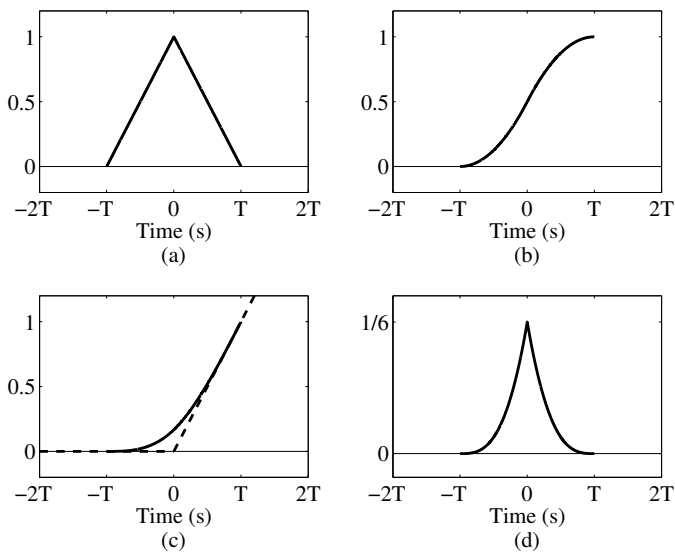 1
0.5
0
−2T −T 0 T 2T
Time (s)
(a)
1
0.5
0
−2T −T 0 T 2T
Time (s)
(b)
1
0.5
0
−2T −T 0 T 2T
Time (s)
(c)
1/6
0
−2T −T 0 T 2T
Time (s)
(d)